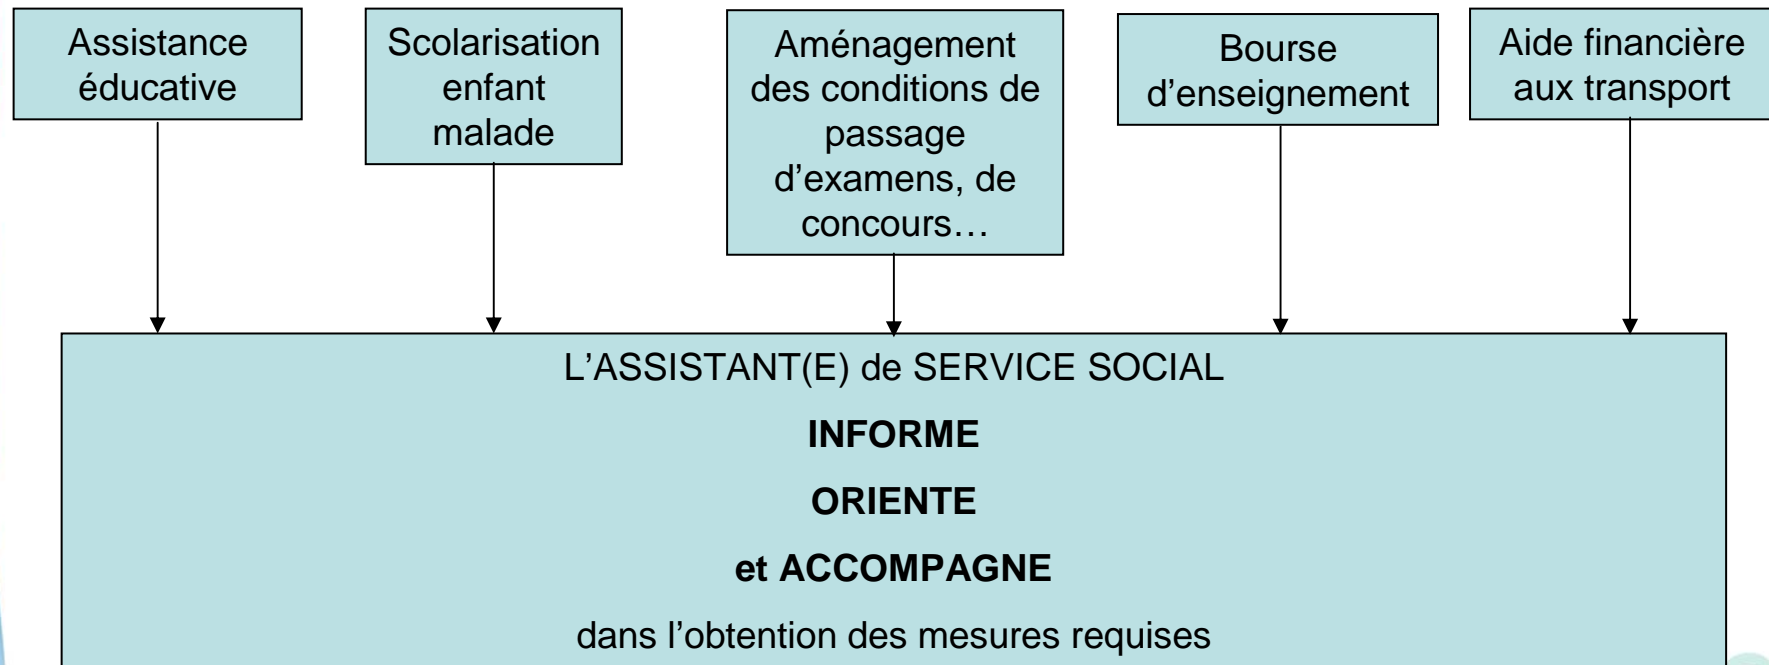 Assistance
éducative
Scolarisation
enfant
malade
Aménagement
des conditions de
passage
d’examens, de
concours…
Bourse
d’enseignement
Aide financière
aux transport
L’ASSISTANT(E) de SERVICE SOCIAL
INFORME
ORIENTE
et ACCOMPAGNE
dans l’obtention des mesures requises